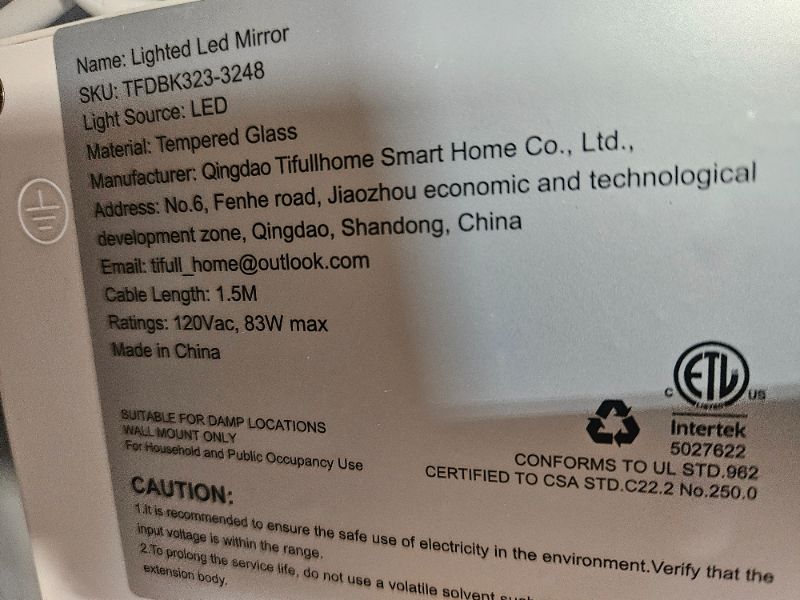 Name: Lighted Led Mirror
SKU: TFDBK323-3248
Light Source: LED
Material: Tempered Glass
Manufacturer: Qingdao Tifullhome Smart Home Co., Ltd.,
Address: No.6, Fenhe road, Jiaozhou economic and technological
development zone, Qingdao, Shandong, China
Email: tifull_home@outlook.com
Cable Length: 1.5M
Ratings: 120Vac, 83W max
Made in China
SUITABLE FOR DAMP LOCATIONS
WALL MOUNT ONLY
For Household and Public Occupancy Use
C ETL US
Intertek
5027622
CONFORMS TO UL STD.962
CERTIFIED TO CSA STD.C22.2 No.250.0
CAUTION:
1.It is recommended to ensure the safe use of electricity in the environment.Verify that the
input voltage is within the range.
2.To prolong the service life, do not use a volatile solvent
extension body.